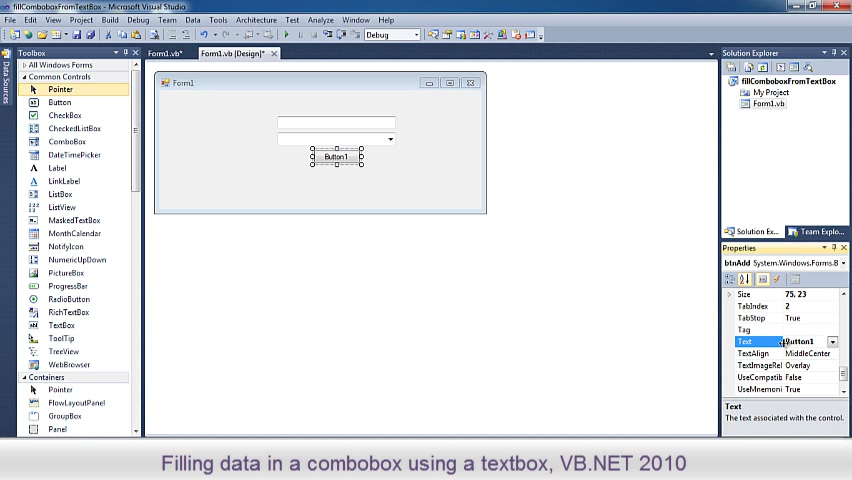 fillComboboxFromTextBox - Microsoft Visual Studio
File Edit View Project Build Debug Team Data Tools Architecture Test Analyze Window Help
Debug
Data Sources
Toolbox
All Windows Forms
Common Controls
Pointer
Button
CheckBox
CheckedListBox
ComboBox
DateTimePicker
Label
LinkLabel
ListBox
ListView
MaskedTextBox
MonthCalendar
NotifyIcon
NumericUpDown
PictureBox
ProgressBar
RadioButton
RichTextBox
TextBox
ToolTip
TreeView
WebBrowser
Containers
Pointer
FlowLayoutPanel
GroupBox
Panel
Form1.vb* Form1.vb [Design]*
Form1
Button1
Solution Explorer
fillComboboxFromTextBox
My Project
Form1.vb
Solution Ex... Team Explo...
Properties
btnAdd System.Windows.Forms.B
Size 75, 23
TabIndex 2
TabStop True
Tag
Text Button1
TextAlign MiddleCenter
TextImageRel Overlay
UseCompatib False
UseMnemoni True
Text
The text associated with the control.
Filling data in a combobox using a textbox, VB.NET 2010